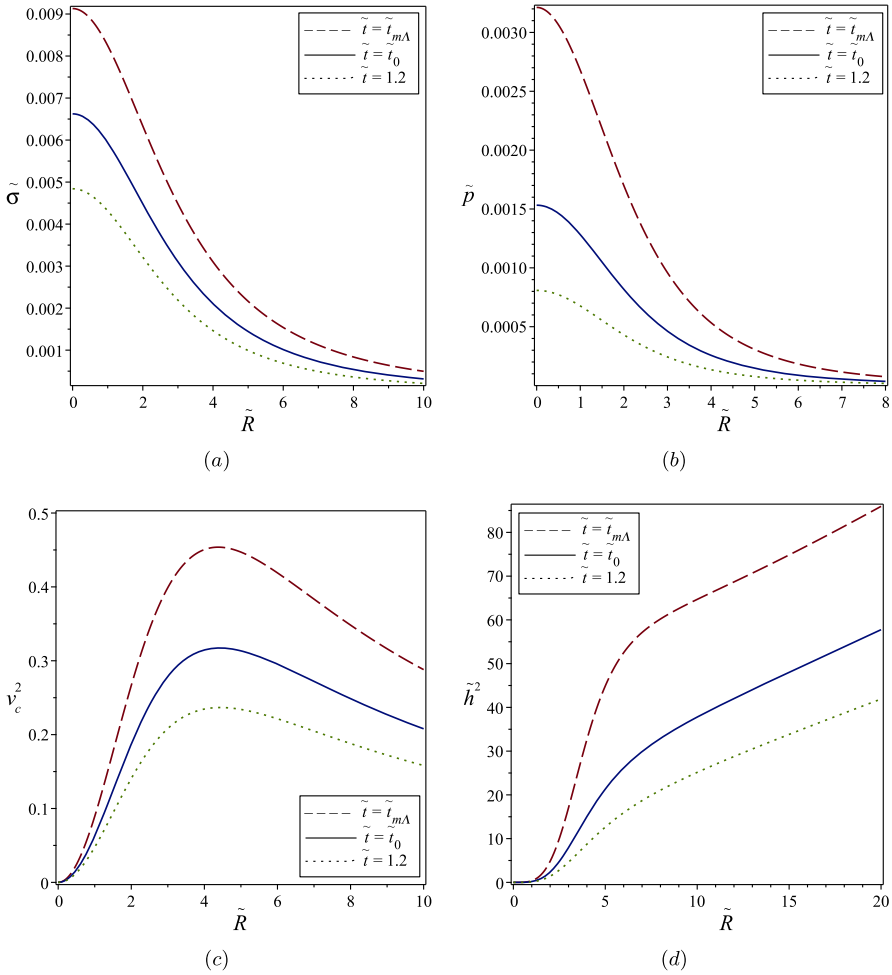 0.009
0.008
0.007
0.006
0.005
0.004
0.003
0.002
0.001
σ̃
0 2 4 6 8 10
R̃
t̃ = t̃mΛ
t̃ = t̃0
t̃ = 1.2
(a)
0.0030
0.0025
0.0020
0.0015
0.0010
0.0005
p̃
0 1 2 3 4 5 6 7 8
R̃
t̃ = t̃mΛ
t̃ = t̃0
t̃ = 1.2
(b)
0.5
0.4
0.3
0.2
0.1
0
vc2
0 2 4 6 8 10
R̃
t̃ = t̃mΛ
t̃ = t̃0
t̃ = 1.2
(c)
80
70
60
50
40
30
20
10
0
h̃2
0 5 10 15 20
R̃
t̃ = t̃mΛ
t̃ = t̃0
t̃ = 1.2
(d)